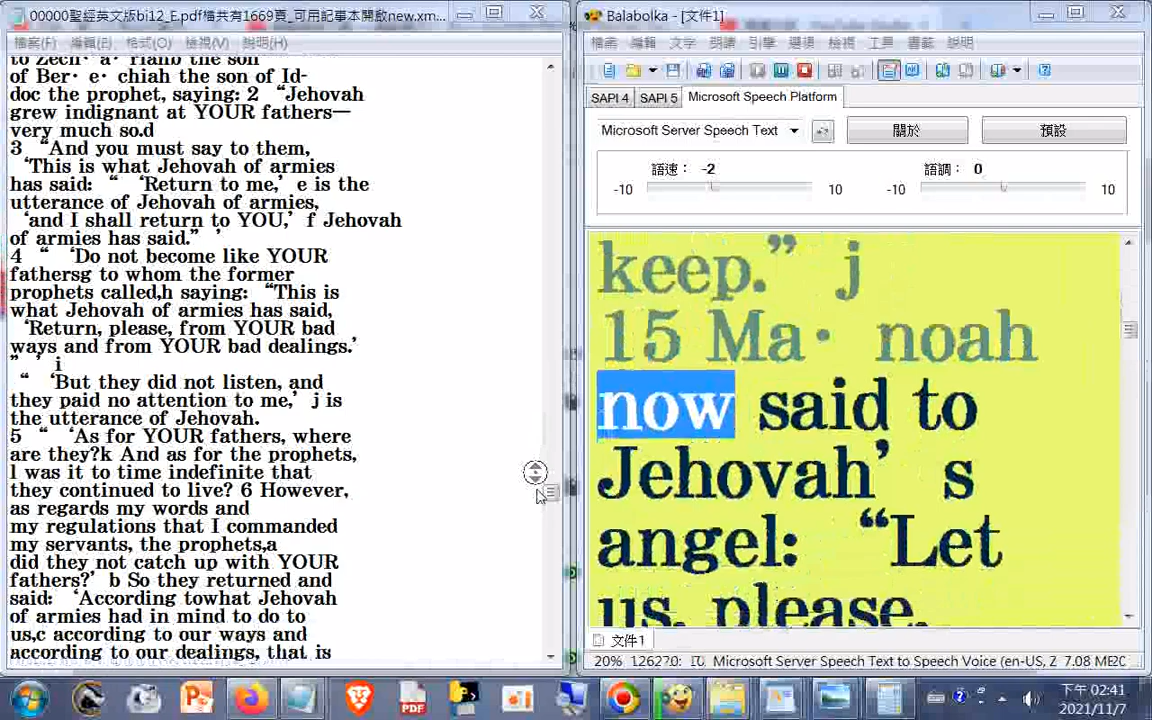 00000聖經英文版bi12_E.pdf檔共有1669頁_可用記事本開啟new.xm...
檔案(F) 編輯(E) 格式(O) 檢視(V) 說明(H)
to Zech· a· riahb the son
of Ber· e· chiah the son of Id-
doc the prophet, saying: 2 “Jehovah
grew indignant at YOUR fathers—
very much so.d
3 “And you must say to them,
‘This is what Jehovah of armies
has said: “ ‘Return to me,’ e is the
utterance of Jehovah of armies,
‘and I shall return to YOU,’ f Jehovah
of armies has said.” ’
4 “ ‘Do not become like YOUR
fathersg to whom the former
prophets called,h saying: “This is
what Jehovah of armies has said,
‘Return, please, from YOUR bad
ways and from YOUR bad dealings.’
” ’ i
“ ‘But they did not listen, and
they paid no attention to me,’ j is
the utterance of Jehovah.
5 “ ‘As for YOUR fathers, where
are they?k And as for the prophets,
l was it to time indefinite that
they continued to live? 6 However,
as regards my words and
my regulations that I commanded
my servants, the prophets,a
did they not catch up with YOUR
fathers?’ b So they returned and
said: ‘According towhat Jehovah
of armies had in mind to do to
us,c according to our ways and
according to our dealings, that is
Balabolka - [文件1]
檔案 編輯 文字 朗讀 引擎 選項 檢視 工具 書籤 說明
SAPI 4 SAPI 5 Microsoft Speech Platform
Microsoft Server Speech Text 關於 預設
語速： -2 語調： 0
-10 10 -10 10
keep.” j
15 Ma· noah
now said to
Jehovah’ s
angel: “Let
us, please,
文件1
20% Microsoft Server Speech Text to Speech Voice (en-US, Z 7.08 ME
下午 02:41
2021/11/7